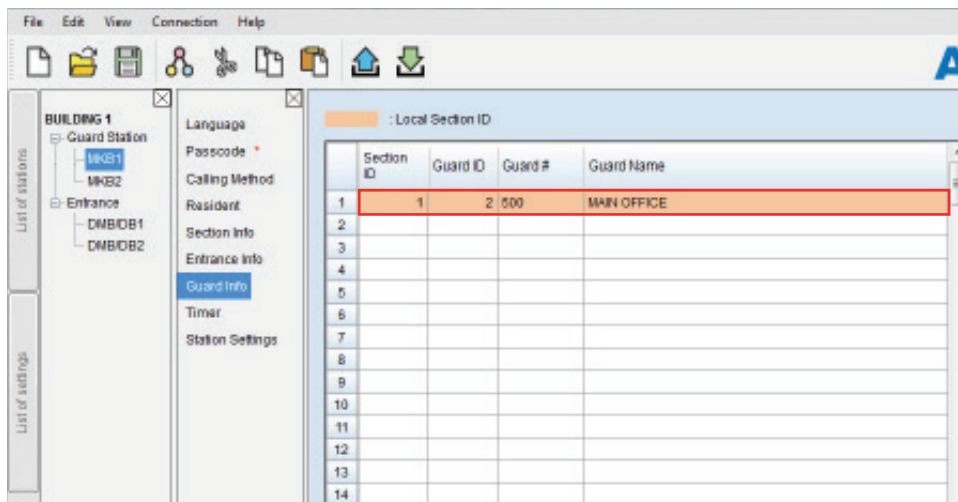 File Edit View Connection Help
A
List of stations
List of settings
BUILDING 1
Guard Station
MKB1
MKB2
Entrance
DMB/DB1
DMB/DB2
Language
Passcode *
Calling Method
Resident
Section Info
Entrance Info
Guard Info
Timer
Station Settings
: Local Section ID
Section ID Guard ID Guard # Guard Name
1 1 2 500 MAIN OFFICE
2
3
4
5
6
7
8
9
10
11
12
13
14